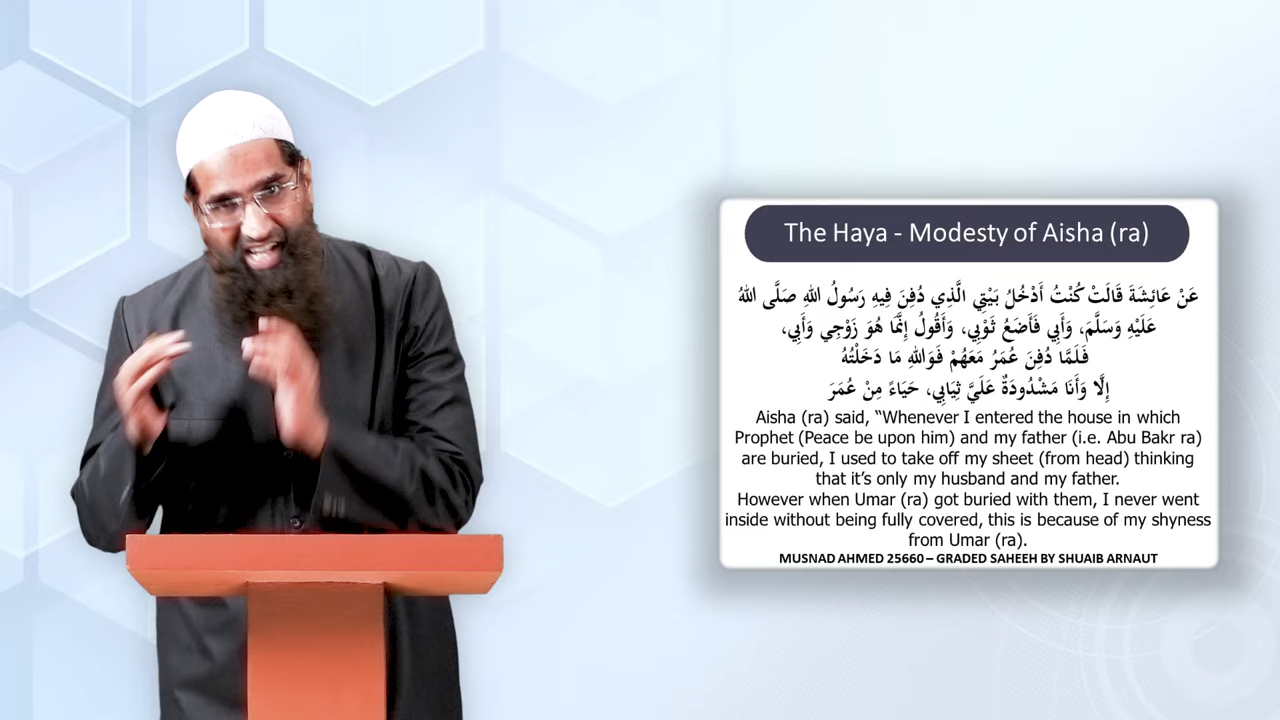 The Haya - Modesty of Aisha (ra)
عَنْ عَائِشَةَ قَالَتْ كُنْتُ أَدْخُلُ بَيْتِي الَّذِي دُفِنَ فِيهِ رَسُولُ اللهِ صَلَّى اللهُ
عَلَيْهِ وَسَلَّمَ، وَأَبِي فَأَضَعُ ثَوْبِي، وَأَقُولُ إِنَّمَا هُوَ زَوْجِي وَأَبِي،
فَلَمَّا دُفِنَ عُمَرُ مَعَهُمْ فَوَاللهِ مَا دَخَلْتُهُ
إِلَّا وَأَنَا مَشْدُودَةٌ عَلَيَّ ثِيَابِي، حَيَاءً مِنْ عُمَرَ
Aisha (ra) said, “Whenever I entered the house in which
Prophet (Peace be upon him) and my father (i.e. Abu Bakr ra)
are buried, I used to take off my sheet (from head) thinking
that it’s only my husband and my father.
However when Umar (ra) got buried with them, I never went
inside without being fully covered, this is because of my shyness
from Umar (ra).
MUSNAD AHMED 25660 – GRADED SAHEEH BY SHUAIB ARNAUT